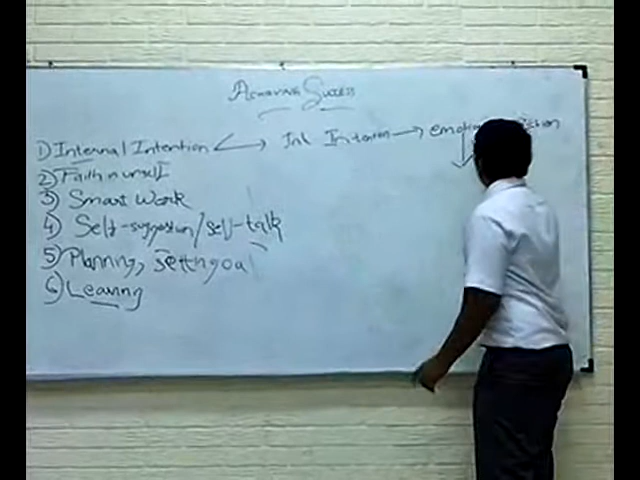 Achieving Success
1) Internal Intention Int Intention emotion
2) Faith n urself
3) Smart Work
4) Self-suggestion/self-talk
5) Planning, setting goal
6) Learning